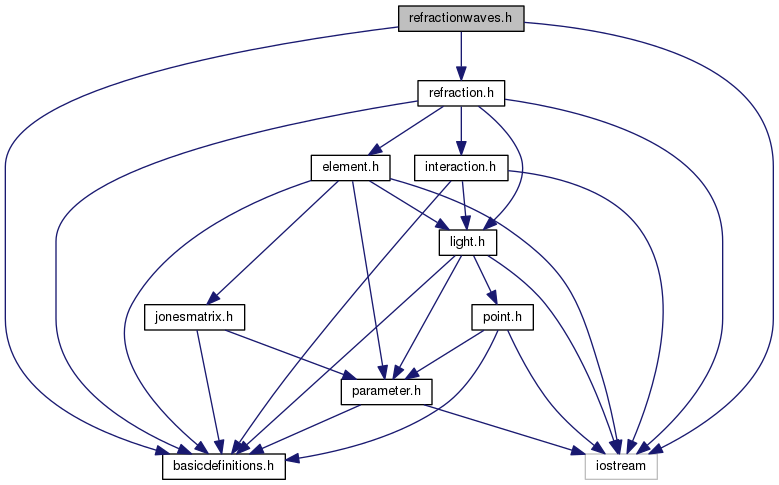 refractionwaves.h
refraction.h
element.h
interaction.h
light.h
jonesmatrix.h
point.h
parameter.h
basicdefinitions.h
iostream